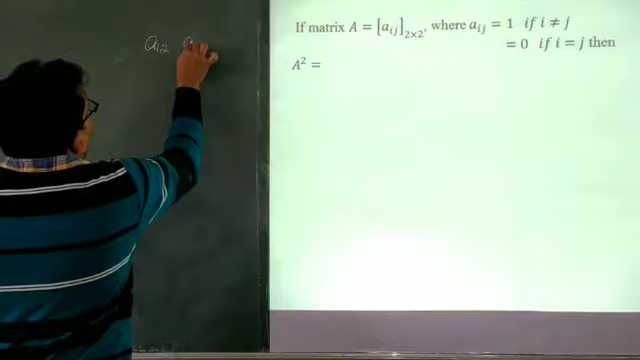 a₁₂ a
If matrix A = [aᵢⱼ]₂ₓ₂, where aᵢⱼ = 1 if i ≠ j
= 0 if i = j then
A² =